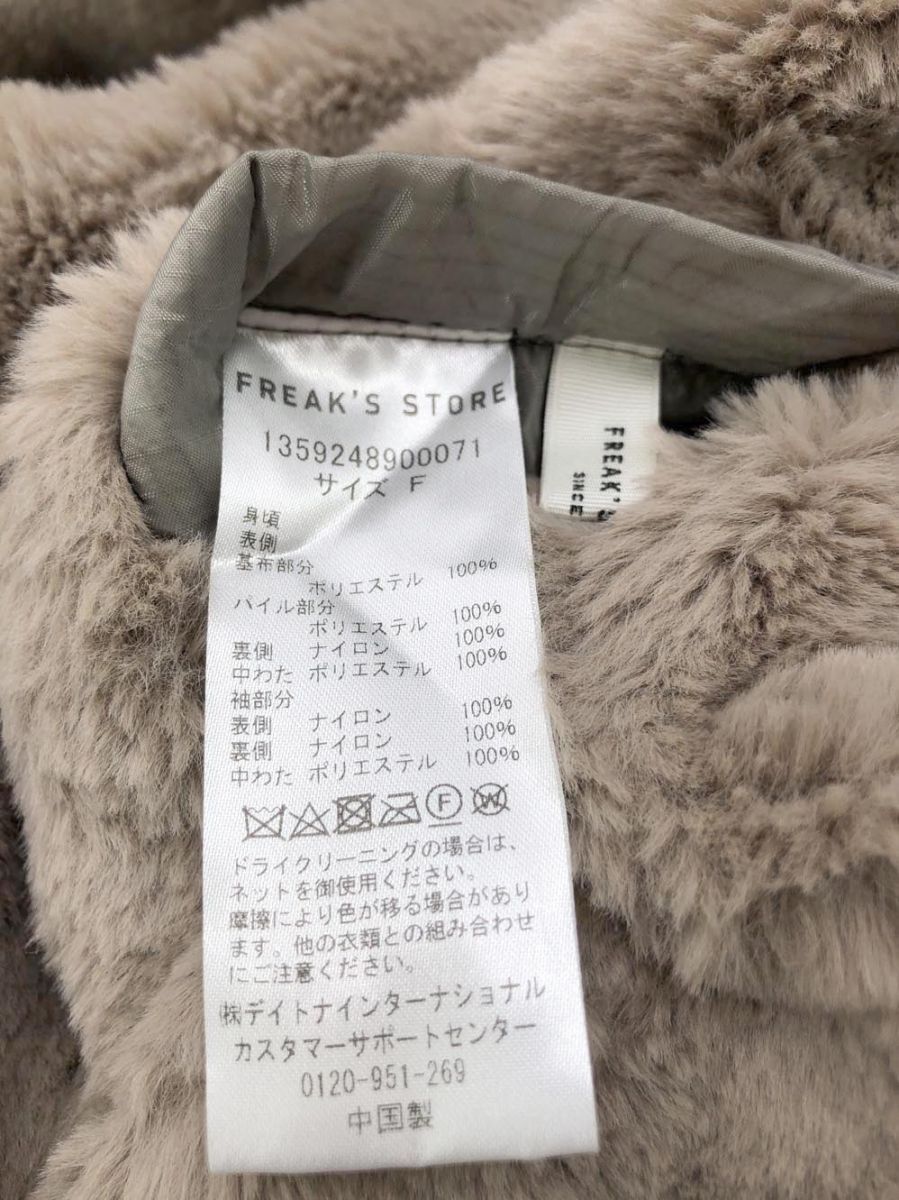 FREAK'S STORE
1359248900071
サイズ F
身頃
表側
基布部分
ポリエステル 100%
パイル部分
ポリエステル 100%
裏側 ナイロン 100%
中わた ポリエステル 100%
袖部分
表側 ナイロン 100%
裏側 ナイロン 100%
中わた ポリエステル 100%
F W
ドライクリーニングの場合は、
ネットを御使用ください。
摩擦により色が移る場合があり
ます。他の衣類との組み合わせ
にご注意ください。
㈱デイトナインターナショナル
カスタマーサポートセンター
0120-951-269
中国製
FREAK'S
SINCE